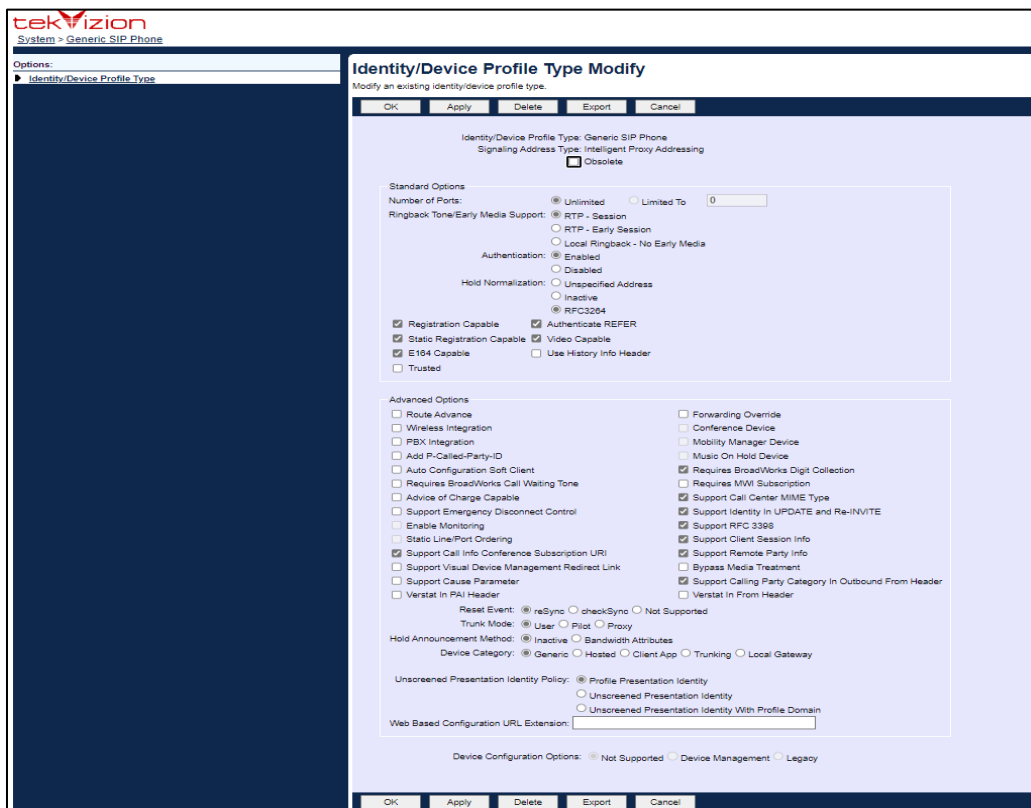 tekVizion
System > Generic SIP Phone
Options:
Identity/Device Profile Type
Identity/Device Profile Type Modify
Modify an existing identity/device profile type.
OK Apply Delete Export Cancel
Identity/Device Profile Type: Generic SIP Phone
Signaling Address Type: Intelligent Proxy Addressing
Obsolete
Standard Options
Number of Ports: Unlimited Limited To 0
Ringback Tone/Early Media Support: RTP - Session
RTP - Early Session
Local Ringback - No Early Media
Authentication: Enabled
Disabled
Hold Normalization: Unspecified Address
Inactive
RFC3264
Registration Capable Authenticate REFER
Static Registration Capable Video Capable
E164 Capable Use History Info Header
Trusted
Advanced Options
Route Advance Forwarding Override
Wireless Integration Conference Device
PBX Integration Mobility Manager Device
Add P-Called-Party-ID Music On Hold Device
Auto Configuration Soft Client Requires BroadWorks Digit Collection
Requires BroadWorks Call Waiting Tone Requires MWI Subscription
Advice of Charge Capable Support Call Center MIME Type
Support Emergency Disconnect Control Support Identity In UPDATE and Re-INVITE
Enable Monitoring Support RFC 3398
Static Line/Port Ordering Support Client Session Info
Support Call Info Conference Subscription URI Support Remote Party Info
Support Visual Device Management Redirect Link Bypass Media Treatment
Support Cause Parameter Support Calling Party Category In Outbound From Header
Verstat In PAI Header Verstat In From Header
Reset Event: reSync checkSync Not Supported
Trunk Mode: User Pilot Proxy
Hold Announcement Method: Inactive Bandwidth Attributes
Device Category: Generic Hosted Client App Trunking Local Gateway
Unscreened Presentation Identity Policy: Profile Presentation Identity
Unscreened Presentation Identity
Unscreened Presentation Identity With Profile Domain
Web Based Configuration URL Extension:
Device Configuration Options: Not Supported Device Management Legacy
OK Apply Delete Export Cancel